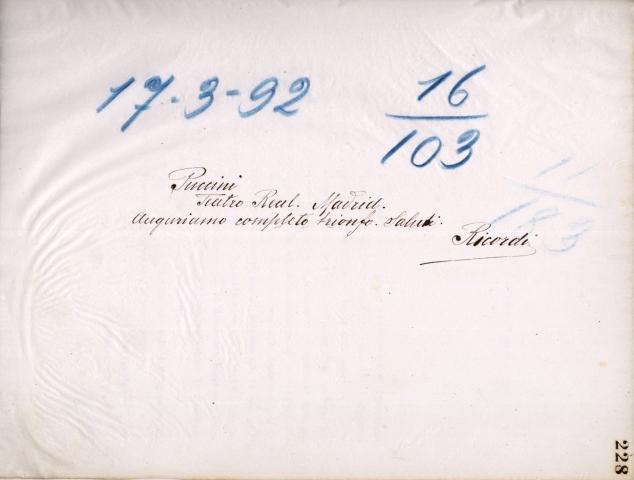 17-3-92
16
103
Puccini
Teatro Real. Madrid.
Auguriamo completo trionfo. Saluti.
Ricordi
228